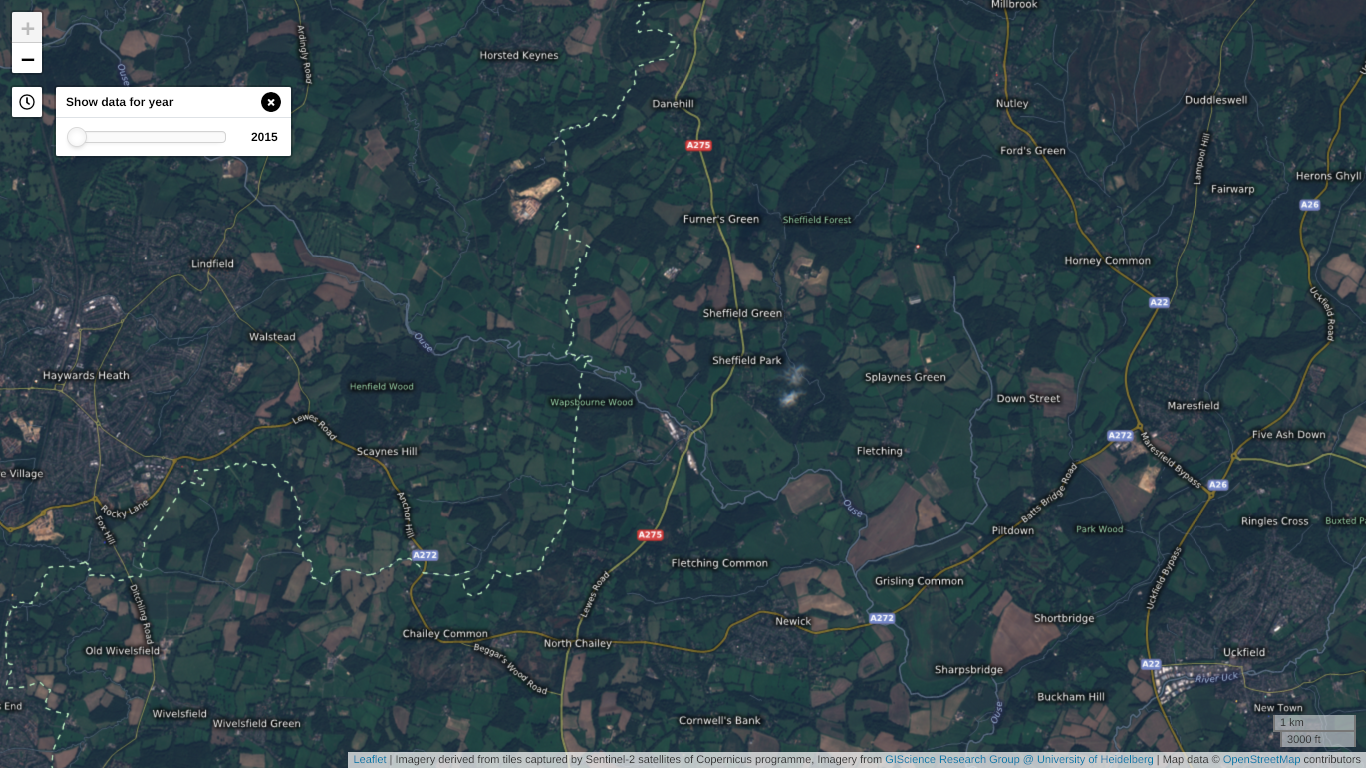 Millbrook
+
Ardingly Road
Horsted Keynes
−
Ouse
Show data for year
2015
Danehill
Nutley
Duddleswell
A275
Ford's Green
Lampool Hill
Herons Ghyll
Fairwarp
A26
Furner's Green
Sheffield Forest
Lindfield
Horney Common
A22
Uckfield Road
Sheffield Green
Walstead
Ouse
Sheffield Park
Haywards Heath
Henfield Wood
Splaynes Green
Wapsbourne Wood
Down Street
Maresfield
Lewes Road
A272
Five Ash Down
Scaynes Hill
Fletching
Maresfield Bypass
e Village
A26
Batts Bridge Road
Rocky Lane
Anchor Hill
Ouse
Fox Hill
Piltdown
Park Wood
Ringles Cross
Buxted P
A275
A272
Fletching Common
Grisling Common
Uckfield Bypass
Lewes Road
Ditchling Road
Newick
A272
Shortbridge
Chailey Common
North Chailey
Old Wivelsfield
Beggar's Wood Road
Uckfield
A22
Sharpsbridge
River Uck
Buckham Hill
s End
Wivelsfield
Wivelsfield Green
Ouse
Cornwell's Bank
New Town
1 km
3000 ft
Leaflet | Imagery derived from tiles captured by Sentinel-2 satellites of Copernicus programme, Imagery from GIScience Research Group @ University of Heidelberg | Map data © OpenStreetMap contributors